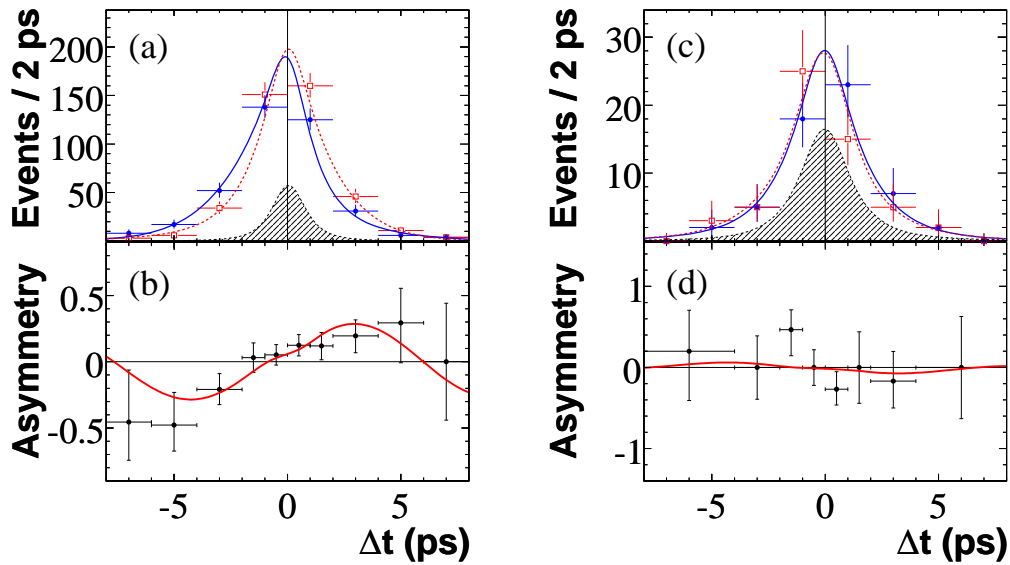 Events / 2 ps
200
150
100
50
(a)
Asymmetry
0.5
0
-0.5
(b)
-5
0
5
Δt (ps)
Events / 2 ps
30
20
10
(c)
Asymmetry
1
0
-1
(d)
-5
0
5
Δt (ps)